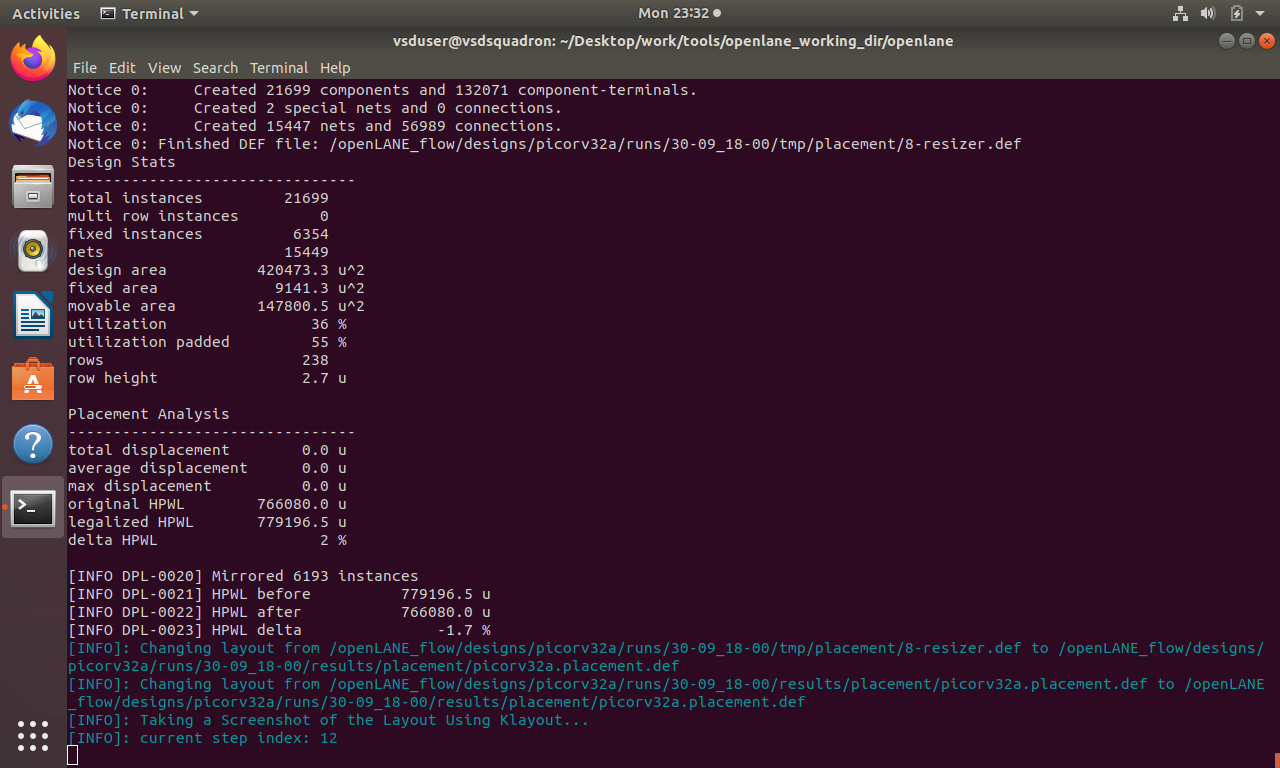 Activities Terminal Mon 23:32
vsduser@vsdsquadron: ~/Desktop/work/tools/openlane_working_dir/openlane
File Edit View Search Terminal Help
Notice 0:     Created 21699 components and 132071 component-terminals.
Notice 0:     Created 2 special nets and 0 connections.
Notice 0:     Created 15447 nets and 56989 connections.
Notice 0: Finished DEF file: /openLANE_flow/designs/picorv32a/runs/30-09_18-00/tmp/placement/8-resizer.def
Design Stats
--------------------------------
total instances         21699
multi row instances         0
fixed instances          6354
nets                    15449
design area          420473.3 u^2
fixed area             9141.3 u^2
movable area         147800.5 u^2
utilization                36 %
utilization padded         55 %
rows                      238
row height                2.7 u
Placement Analysis
--------------------------------
total displacement        0.0 u
average displacement      0.0 u
max displacement          0.0 u
original HPWL        766080.0 u
legalized HPWL       779196.5 u
delta HPWL                  2 %
[INFO DPL-0020] Mirrored 6193 instances
[INFO DPL-0021] HPWL before          779196.5 u
[INFO DPL-0022] HPWL after           766080.0 u
[INFO DPL-0023] HPWL delta               -1.7 %
[INFO]: Changing layout from /openLANE_flow/designs/picorv32a/runs/30-09_18-00/tmp/placement/8-resizer.def to /openLANE_flow/designs/
picorv32a/runs/30-09_18-00/results/placement/picorv32a.placement.def
[INFO]: Changing layout from /openLANE_flow/designs/picorv32a/runs/30-09_18-00/results/placement/picorv32a.placement.def to /openLANE
_flow/designs/picorv32a/runs/30-09_18-00/results/placement/picorv32a.placement.def
[INFO]: Taking a Screenshot of the Layout Using Klayout...
[INFO]: current step index: 12